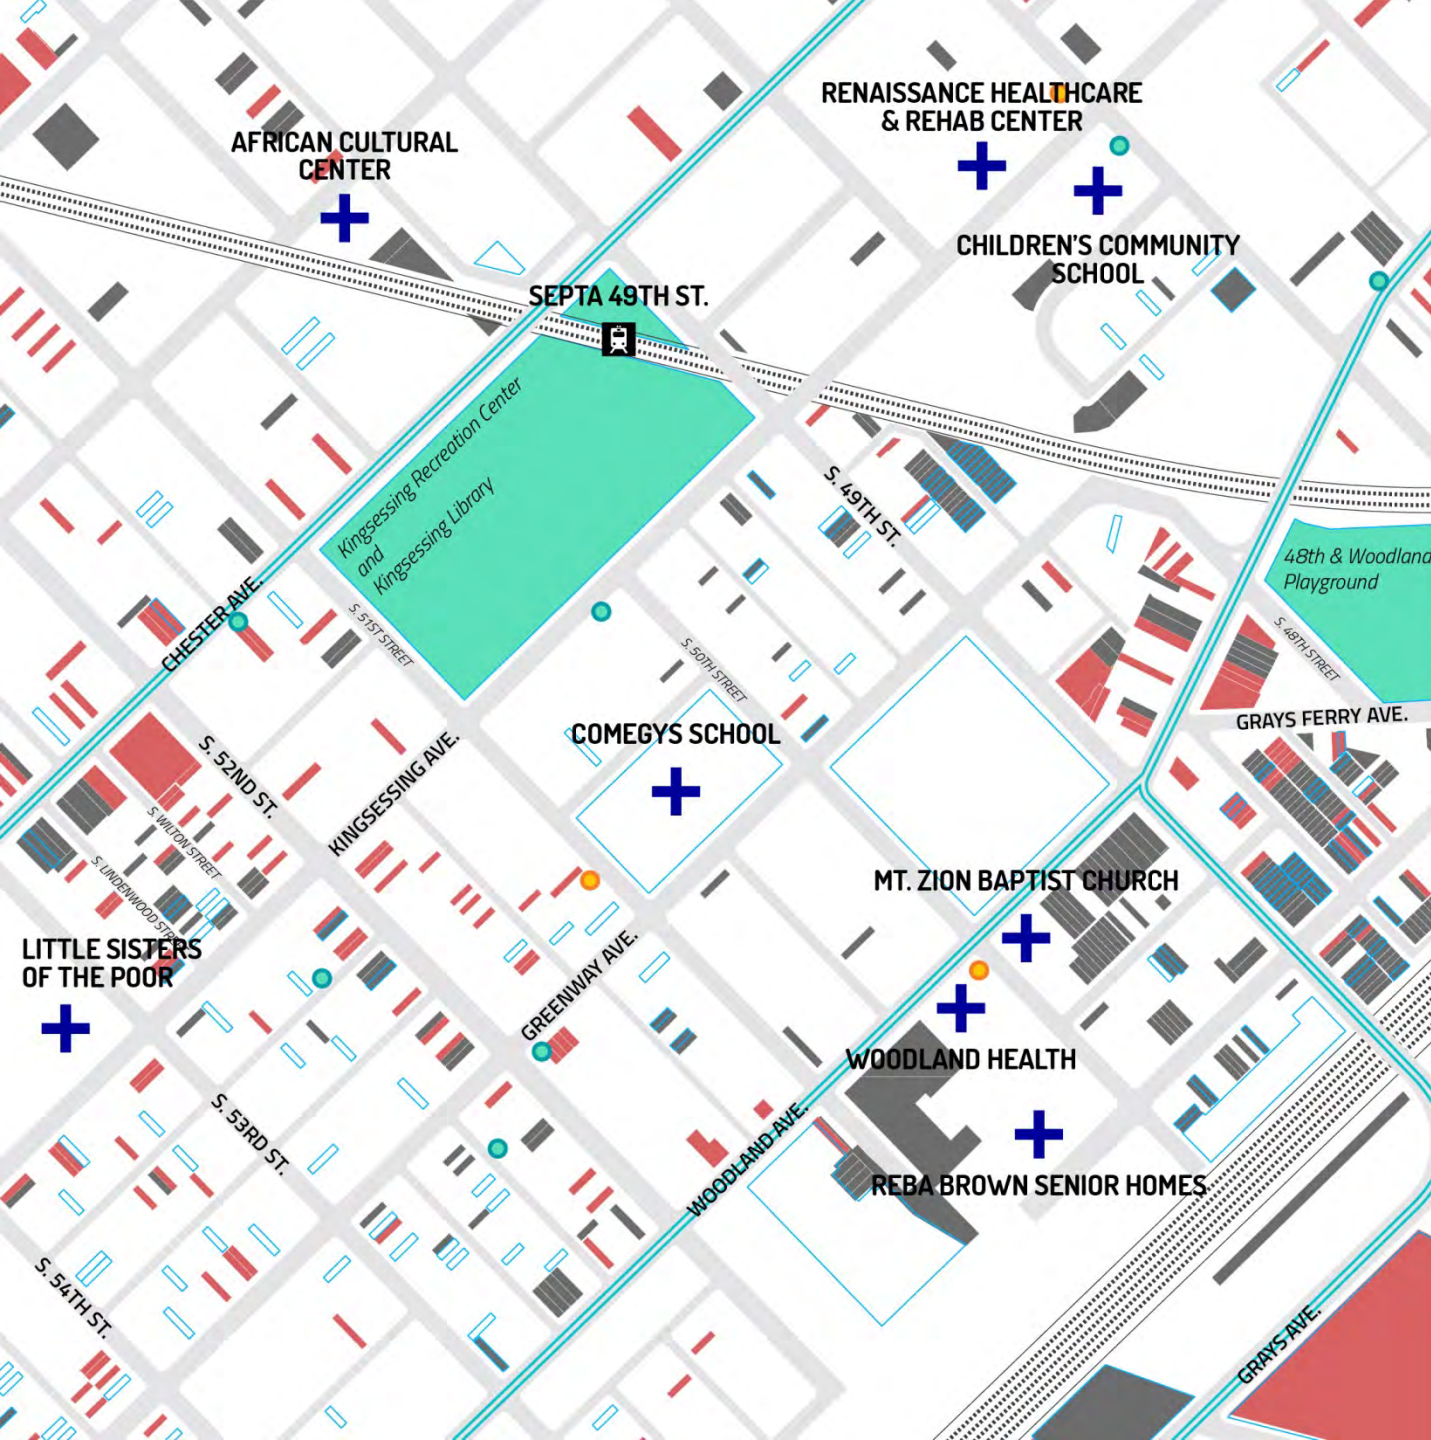 RENAISSANCE HEALTHCARE
& REHAB CENTER
AFRICAN CULTURAL
CENTER
CHILDREN'S COMMUNITY
SCHOOL
SEPTA 49TH ST.
Kingsessing Recreation Center
and
Kingsessing Library
S. 49TH ST.
48th & Woodland
Playground
CHESTER AVE.
S. 51ST STREET
S. 50TH STREET
S. 48TH STREET
GRAYS FERRY AVE.
COMEGYS SCHOOL
S. 52ND ST.
KINGSESSING AVE.
S. WILTON STREET
S. LINDENWOOD STREET
MT. ZION BAPTIST CHURCH
LITTLE SISTERS
OF THE POOR
GREENWAY AVE.
WOODLAND HEALTH
S. 53RD ST.
WOODLAND AVE.
REBA BROWN SENIOR HOMES
S. 54TH ST.
GRAYS AVE.